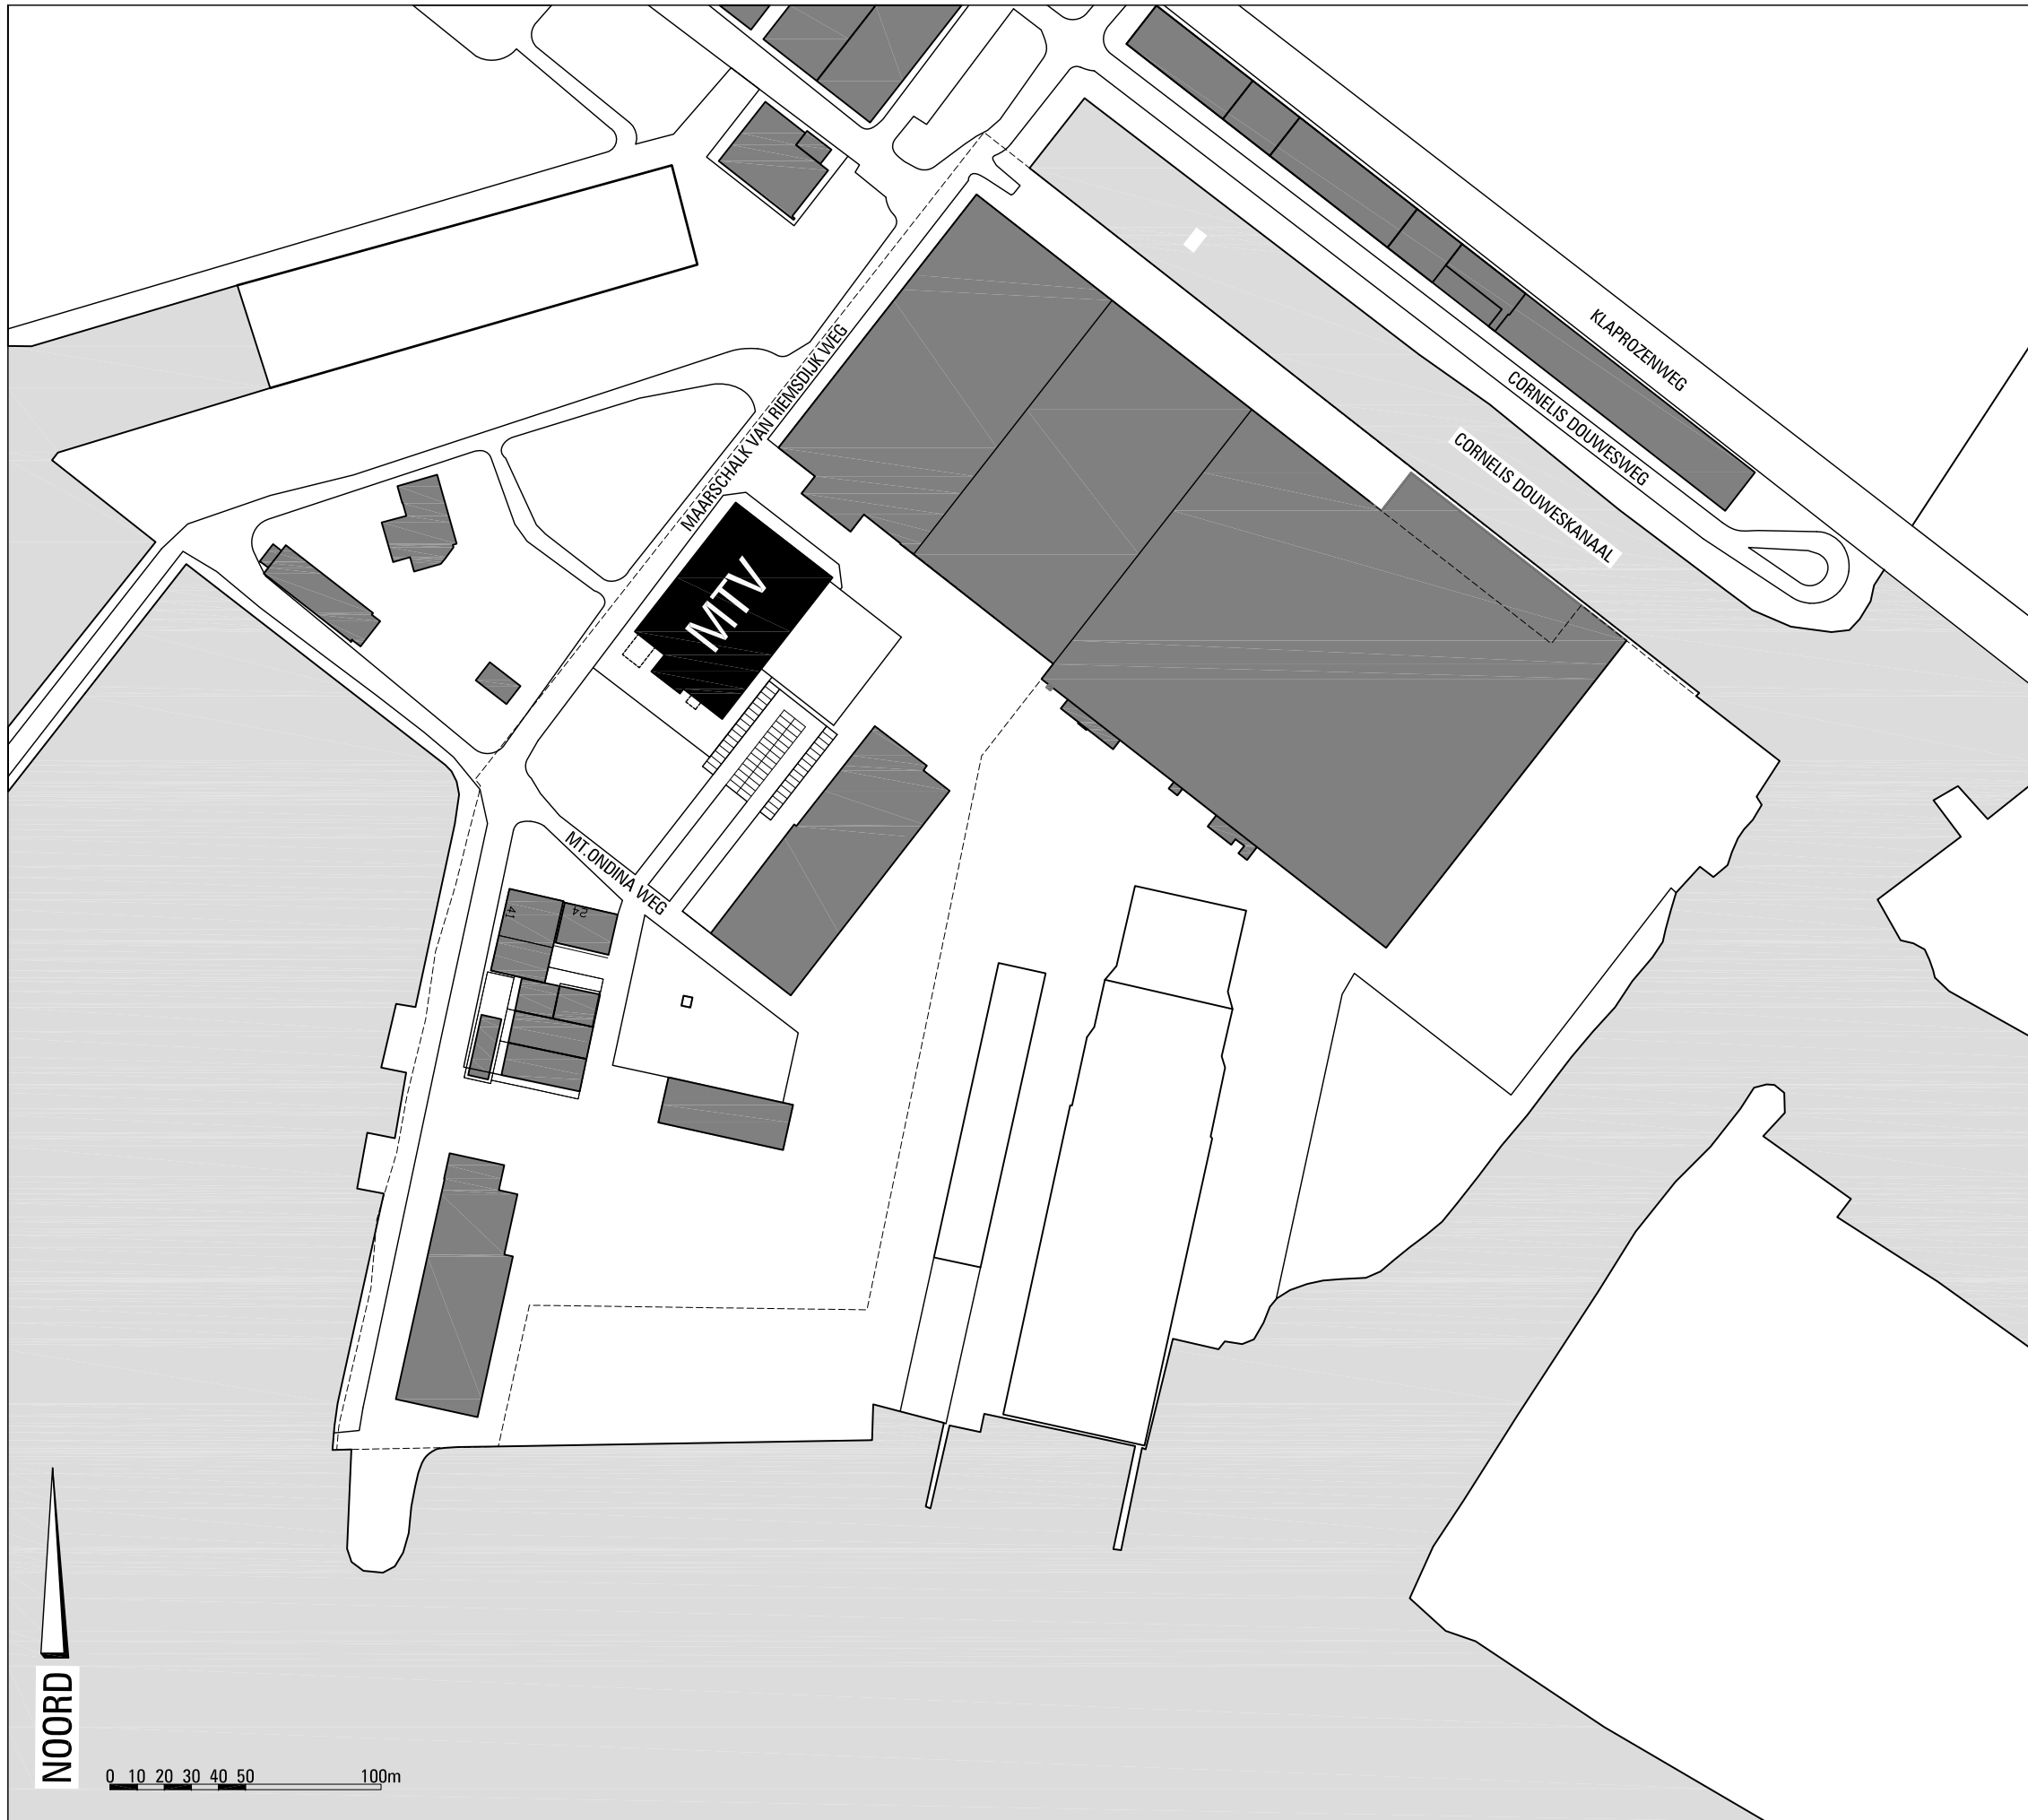 KLAPROZENWEG
CORNELIS DOUWESWEG
CORNELIS DOUWESKANAAL
MAARSCHALK VAN RIEMSDIJK WEG
MTV
MT.ONDINA WEG
41
24
NOORD
0 10 20 30 40 50 100m